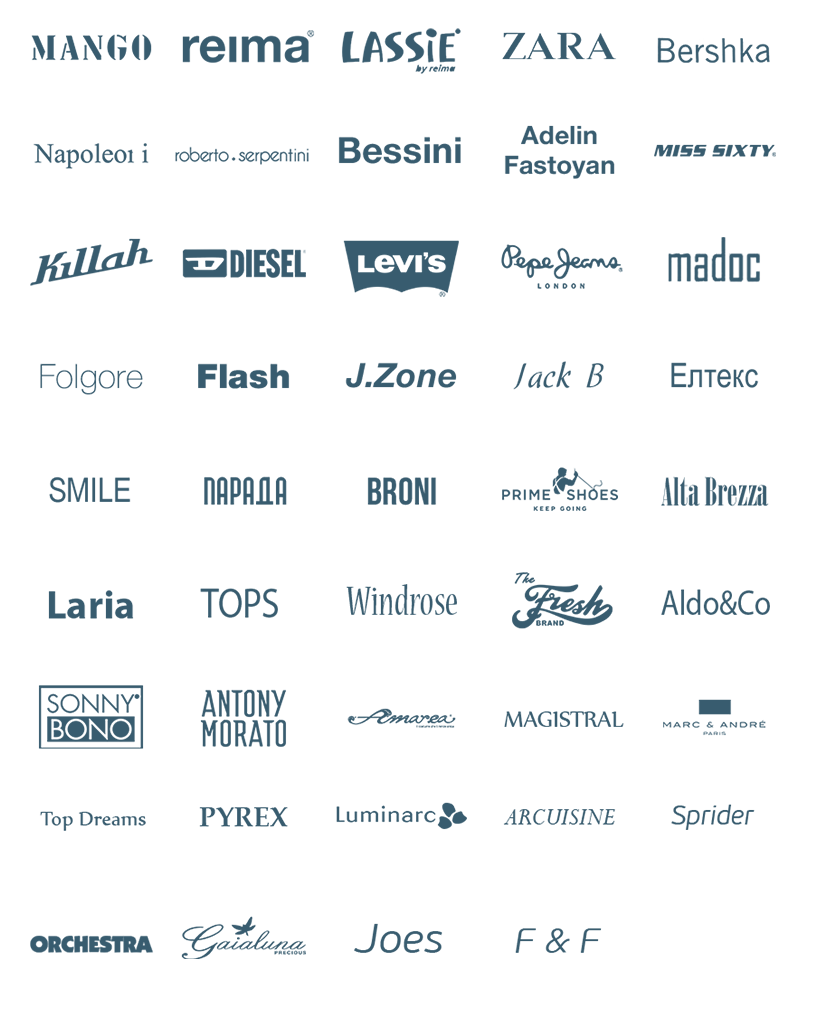 MANGO reima® LASSiE® ZARA Bershka
by reima
Napoleoni i roberto.serpentini Bessini Adelin Fastoyan MISS SIXTY®
Killah DIESEL LEVI'S® Pepe Jeans® madoc
LONDON
Folgore Flash J.Zone Jack B Елтекс
SMILE ПАРАДА BRONI PRIME SHOES Alta Brezza
KEEP GOING
Laria TOPS Windrose The Fresh BRAND Aldo&Co
SONNY BONO ANTONY MORATO Amarea MAGISTRAL MARC & ANDRÉ
PARIS
Top Dreams PYREX Luminarc ARCUISINE Sprider
ORCHESTRA Gaialuna Joes F & F
PRECIOUS